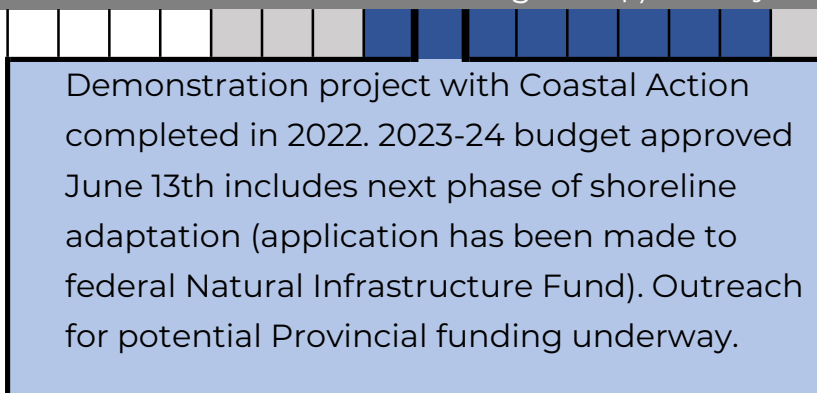 Demonstration project with Coastal Action
completed in 2022. 2023-24 budget approved
June 13th includes next phase of shoreline
adaptation (application has been made to
federal Natural Infrastructure Fund). Outreach
for potential Provincial funding underway.